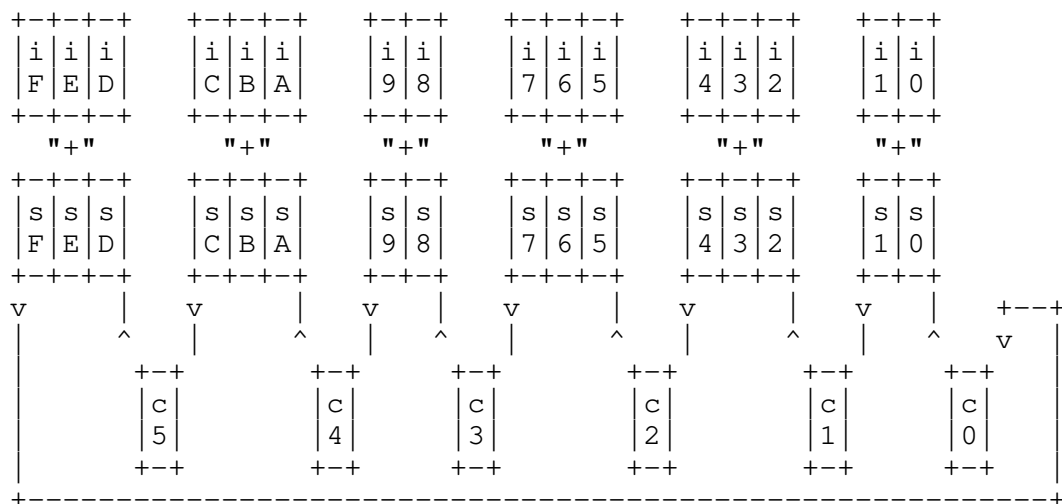 +-+-+-+   +-+-+-+   +-+-+   +-+-+-+   +-+-+-+   +-+-+
|i|i|i|   |i|i|i|   |i|i|   |i|i|i|   |i|i|i|   |i|i|
|F|E|D|   |C|B|A|   |9|8|   |7|6|5|   |4|3|2|   |1|0|
+-+-+-+   +-+-+-+   +-+-+   +-+-+-+   +-+-+-+   +-+-+
  "+"       "+"      "+"      "+"       "+"      "+"
+-+-+-+   +-+-+-+   +-+-+   +-+-+-+   +-+-+-+   +-+-+
|s|s|s|   |s|s|s|   |s|s|   |s|s|s|   |s|s|s|   |s|s|
|F|E|D|   |C|B|A|   |9|8|   |7|6|5|   |4|3|2|   |1|0|
+-+-+-+   +-+-+-+   +-+-+   +-+-+-+   +-+-+-+   +-+-+
v     |   v     |   v   |   v     |   v     |   v   |   +--+
|     ^   |     ^   |   ^   |     ^   |     ^   |   ^   v  |
|      +-+       +-+     +-+       +-+       +-+     +-+   |
|      |c|       |c|     |c|       |c|       |c|     |c|   |
|      |5|       |4|     |3|       |2|       |1|     |0|   |
|      +-+       +-+     +-+       +-+       +-+     +-+   |
+----------------------------------------------------------+